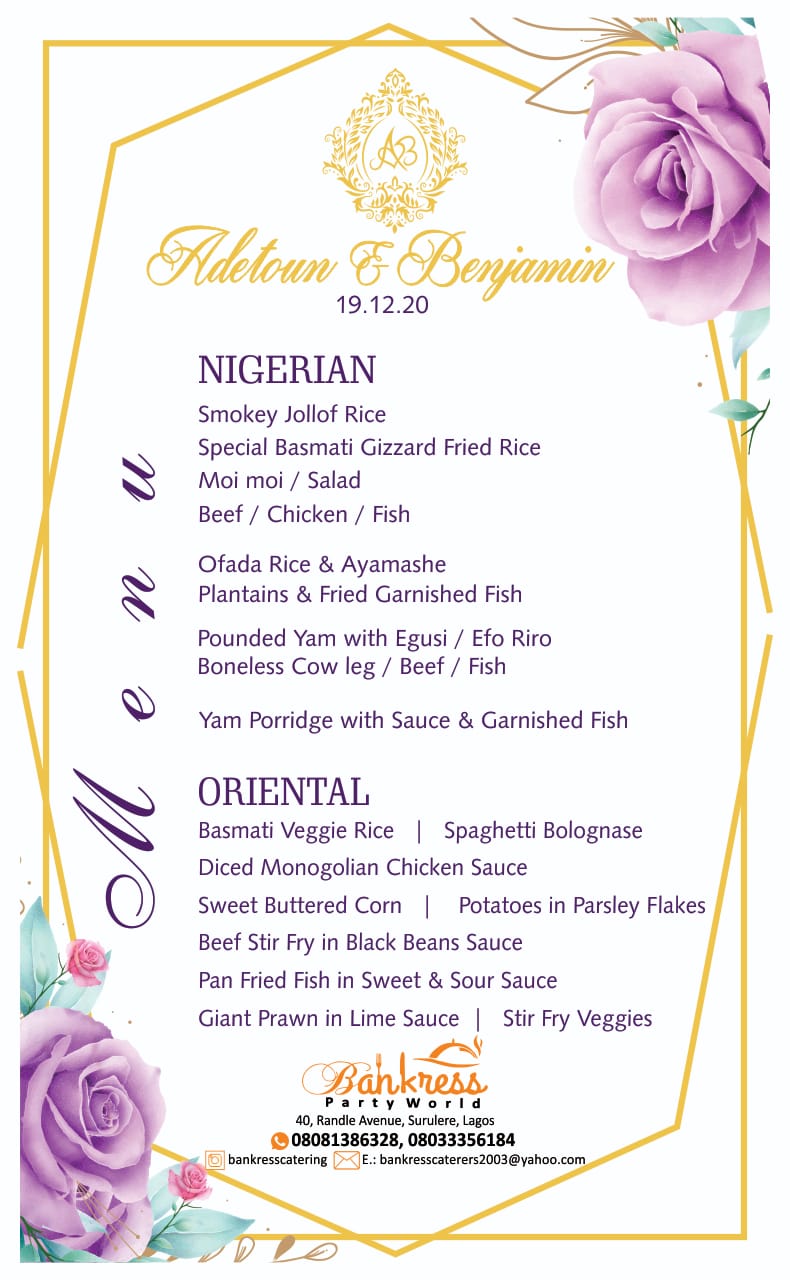 AB
Adetoun & Benjamin
19.12.20
Menu
NIGERIAN
Smokey Jollof Rice
Special Basmati Gizzard Fried Rice
Moi moi / Salad
Beef / Chicken / Fish
Ofada Rice & Ayamashe
Plantains & Fried Garnished Fish
Pounded Yam with Egusi / Efo Riro
Boneless Cow leg / Beef / Fish
Yam Porridge with Sauce & Garnished Fish
ORIENTAL
Basmati Veggie Rice | Spaghetti Bolognase
Diced Monogolian Chicken Sauce
Sweet Buttered Corn | Potatoes in Parsley Flakes
Beef Stir Fry in Black Beans Sauce
Pan Fried Fish in Sweet & Sour Sauce
Giant Prawn in Lime Sauce | Stir Fry Veggies
Bankress
Party World
40, Randle Avenue, Surulere, Lagos
08081386328, 08033356184
bankresscatering E.: bankresscaterers2003@yahoo.com